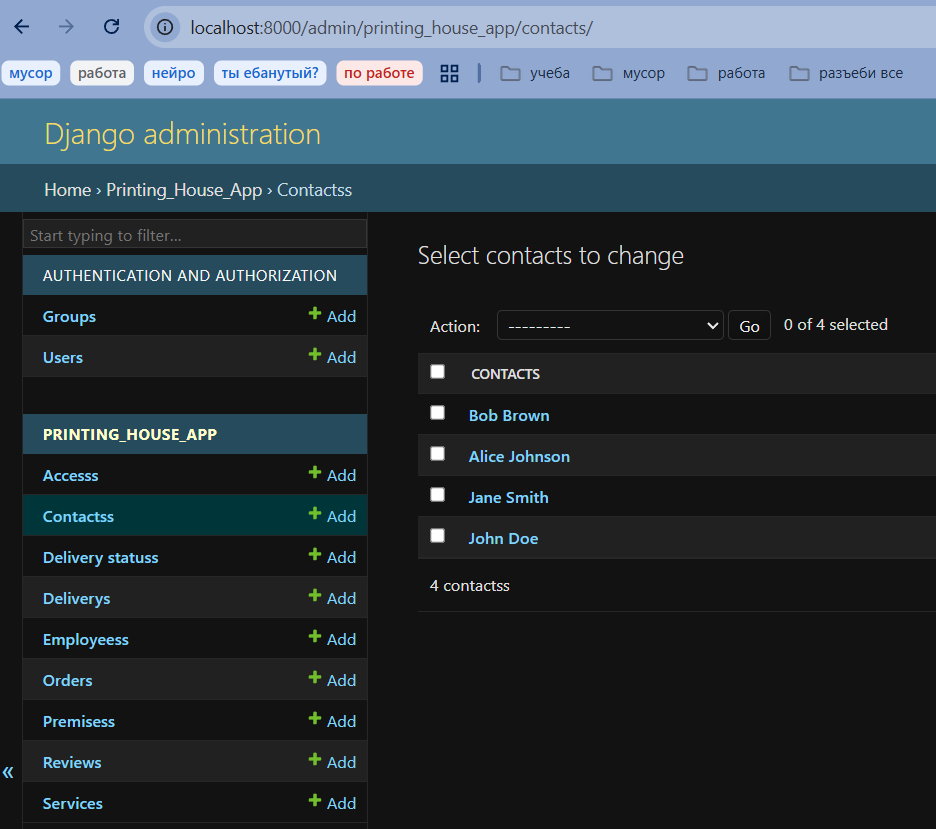 localhost:8000/admin/printing_house_app/contacts/
мусор работа нейро ты ебанутый? по работе учеба мусор работа разъеби все
Django administration
Home › Printing_House_App › Contactss
Start typing to filter...
AUTHENTICATION AND AUTHORIZATION
Groups + Add
Users + Add
PRINTING_HOUSE_APP
Accesss + Add
Contactss + Add
Delivery statuss + Add
Deliverys + Add
Employeess + Add
Orders + Add
Premisess + Add
Reviews + Add
Services + Add
«
Select contacts to change
Action: --------- Go 0 of 4 selected
CONTACTS
Bob Brown
Alice Johnson
Jane Smith
John Doe
4 contactss